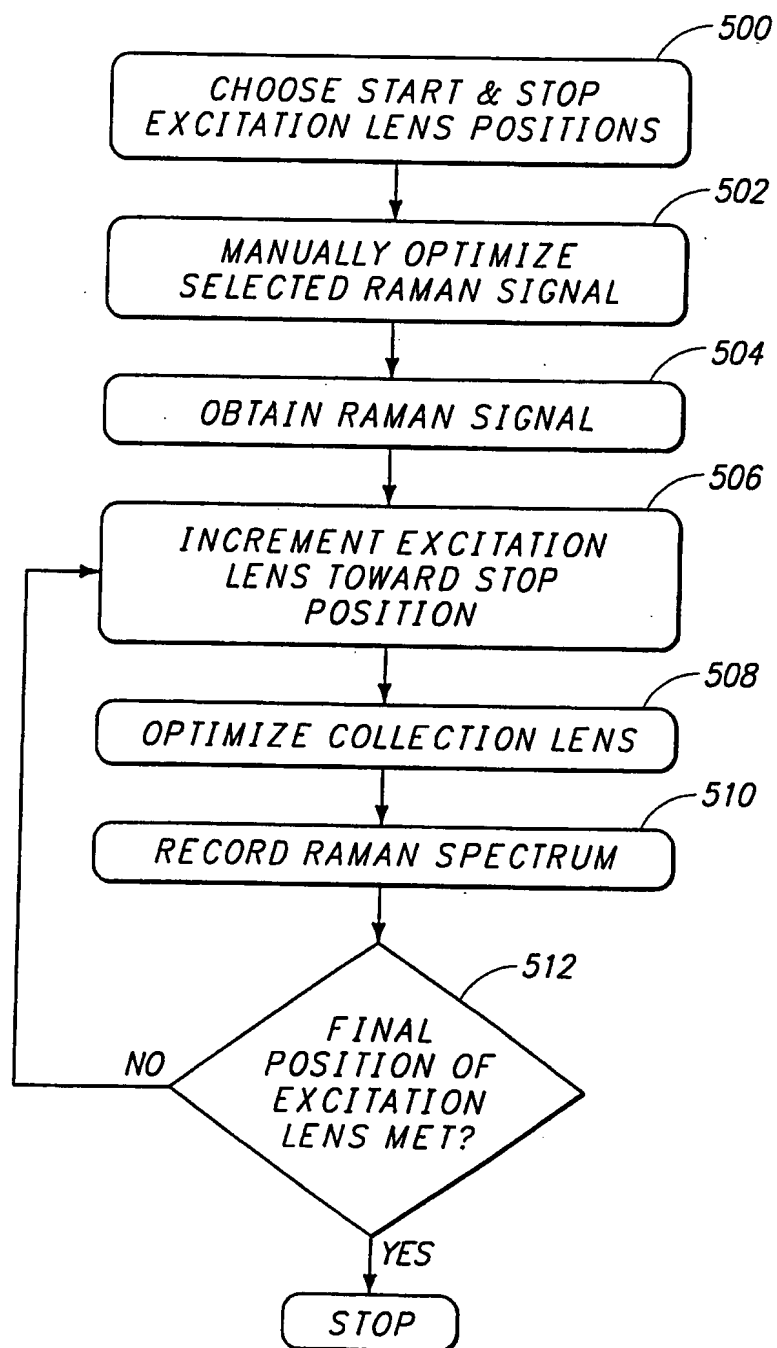 500
CHOOSE START & STOP
EXCITATION LENS POSITIONS
502
MANUALLY OPTIMIZE
SELECTED RAMAN SIGNAL
504
OBTAIN RAMAN SIGNAL
506
INCREMENT EXCITATION
LENS TOWARD STOP
POSITION
508
OPTIMIZE COLLECTION LENS
510
RECORD RAMAN SPECTRUM
512
FINAL
POSITION OF
EXCITATION
LENS MET?
NO
YES
STOP